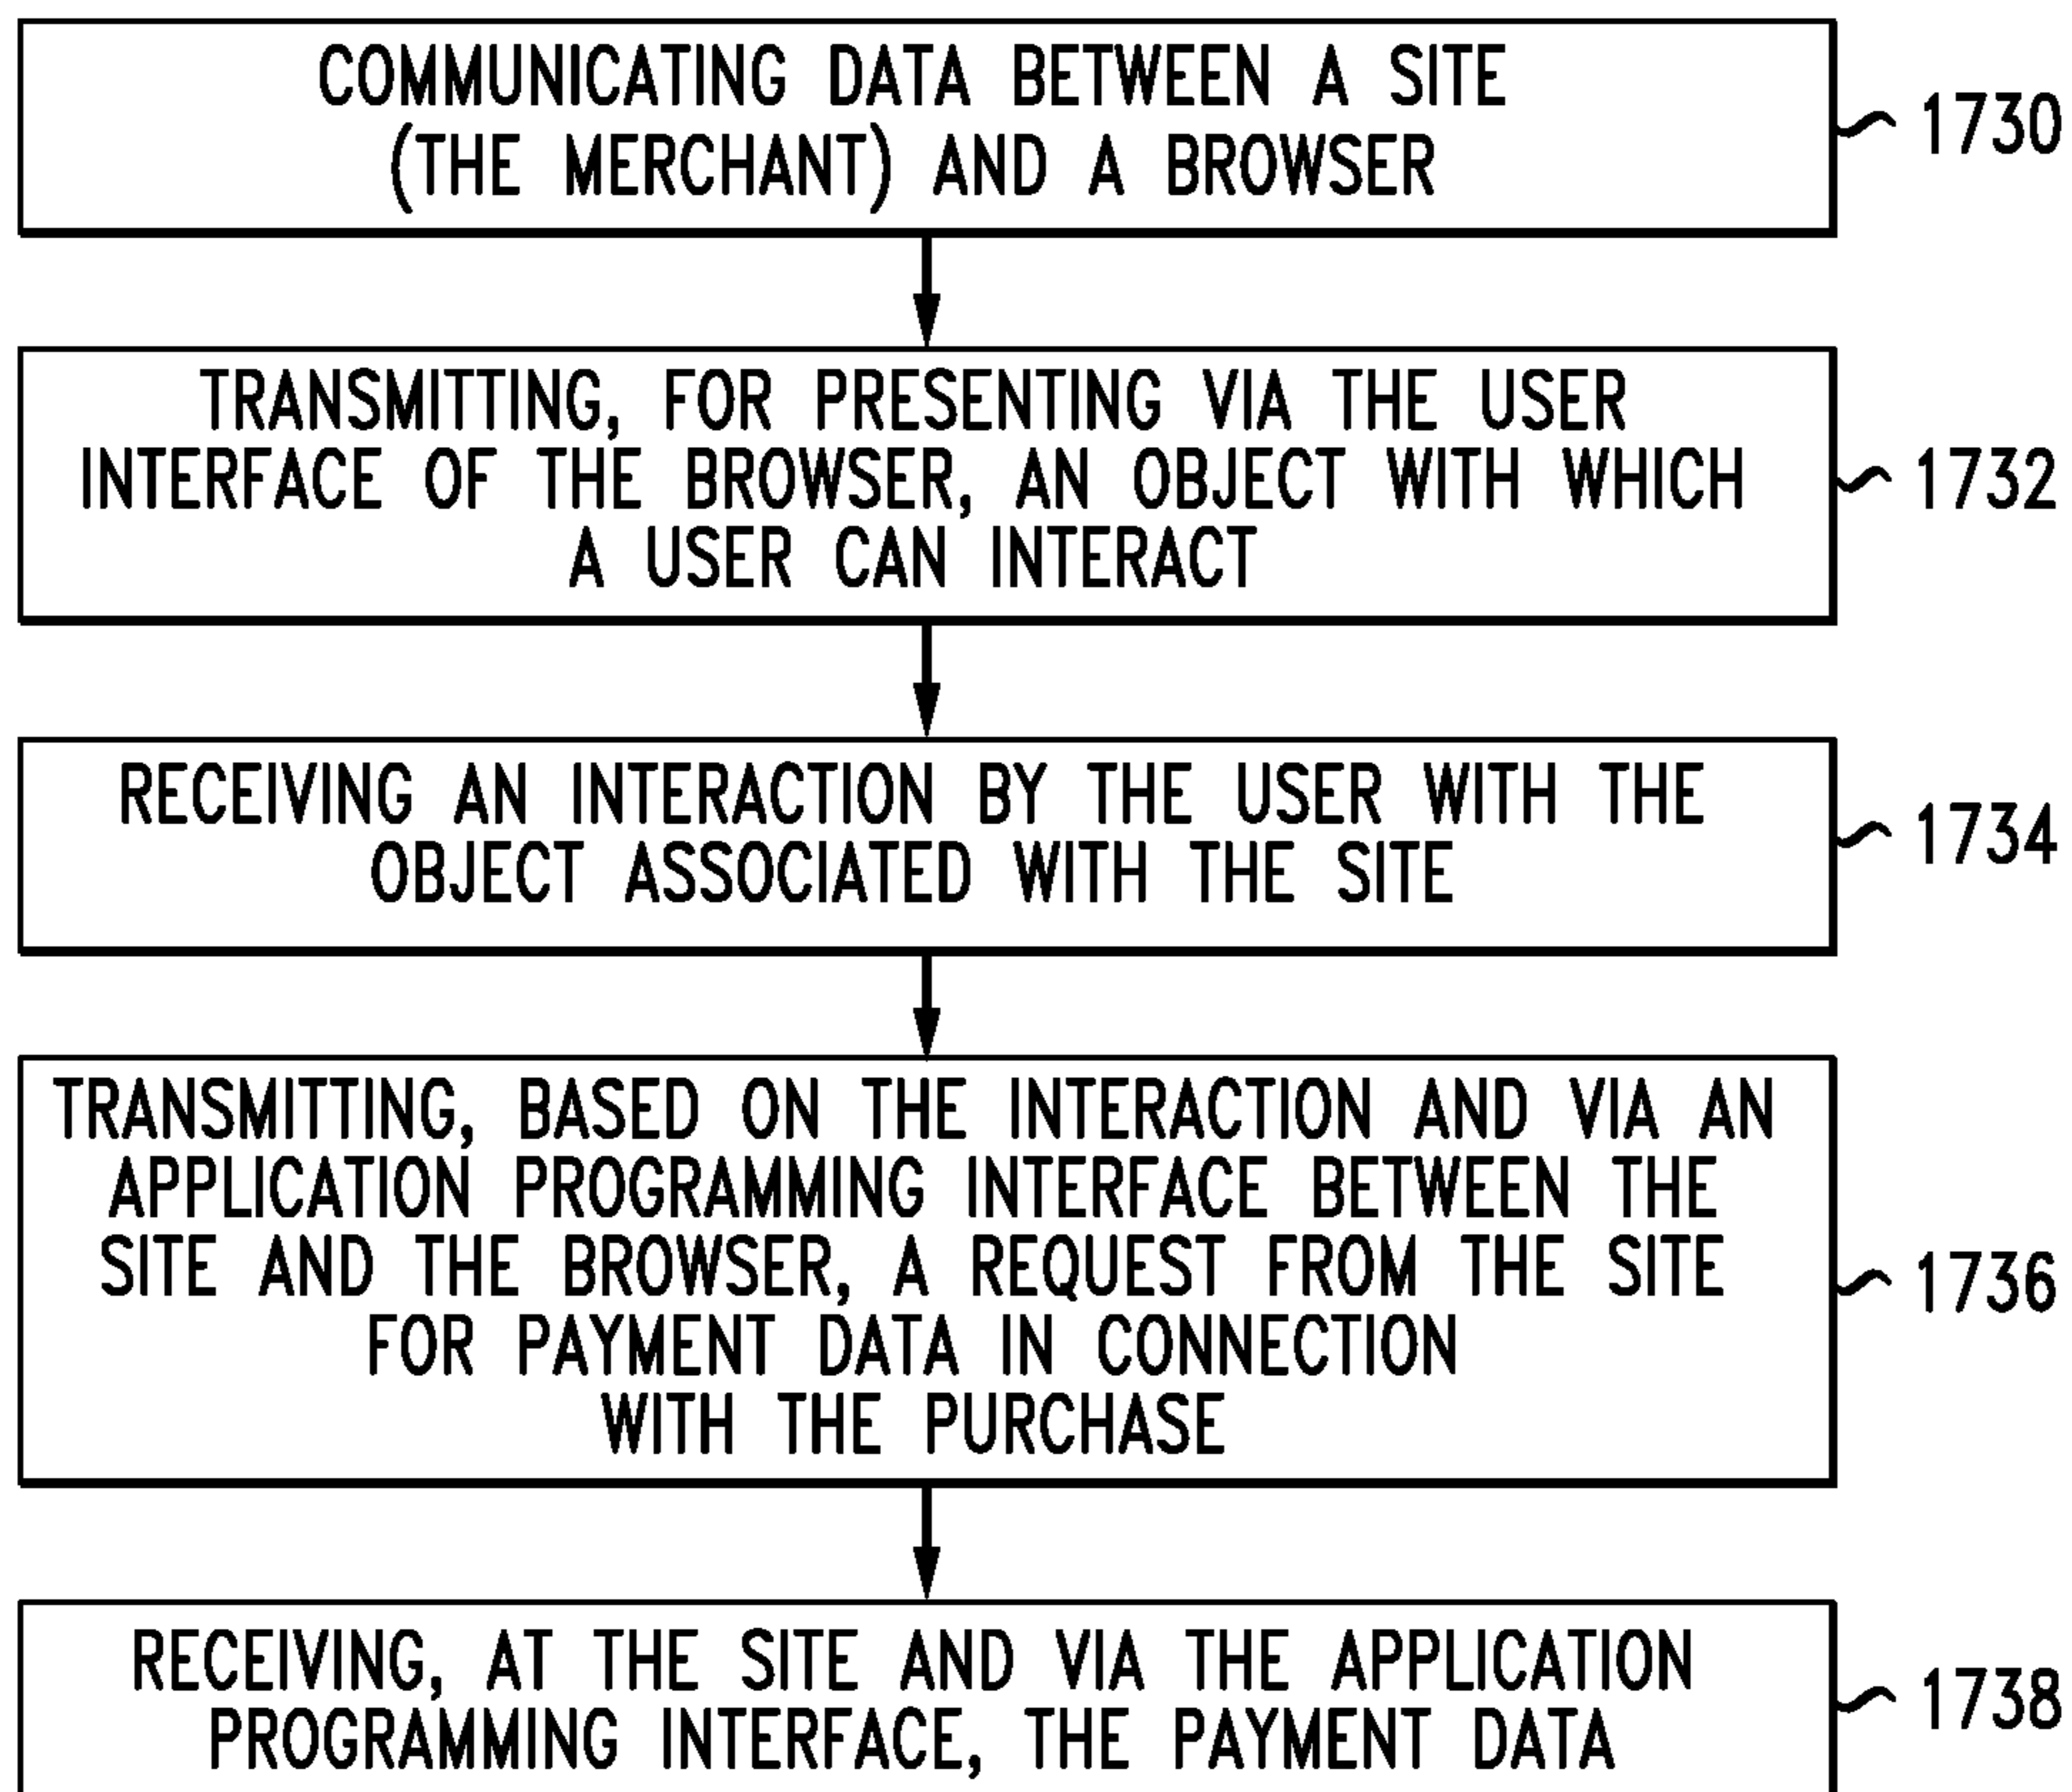 COMMUNICATING DATA BETWEEN A SITE
(THE MERCHANT) AND A BROWSER
1730
TRANSMITTING, FOR PRESENTING VIA THE USER
INTERFACE OF THE BROWSER, AN OBJECT WITH WHICH
A USER CAN INTERACT
1732
RECEIVING AN INTERACTION BY THE USER WITH THE
OBJECT ASSOCIATED WITH THE SITE
1734
TRANSMITTING, BASED ON THE INTERACTION AND VIA AN
APPLICATION PROGRAMMING INTERFACE BETWEEN THE
SITE AND THE BROWSER, A REQUEST FROM THE SITE
FOR PAYMENT DATA IN CONNECTION
WITH THE PURCHASE
1736
RECEIVING, AT THE SITE AND VIA THE APPLICATION
PROGRAMMING INTERFACE, THE PAYMENT DATA
1738